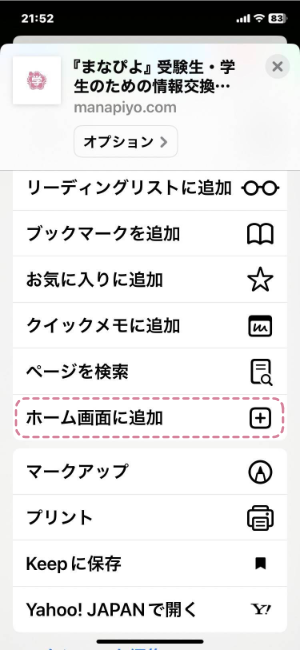 21:52
83
『まなぴよ』受験生・学
生のための情報交換…
manapiyo.com
オプション
リーディングリストに追加
ブックマークを追加
お気に入りに追加
クイックメモに追加
ページを検索
ホーム画面に追加
マークアップ
プリント
Keepに保存
Yahoo! JAPANで開く
Y!